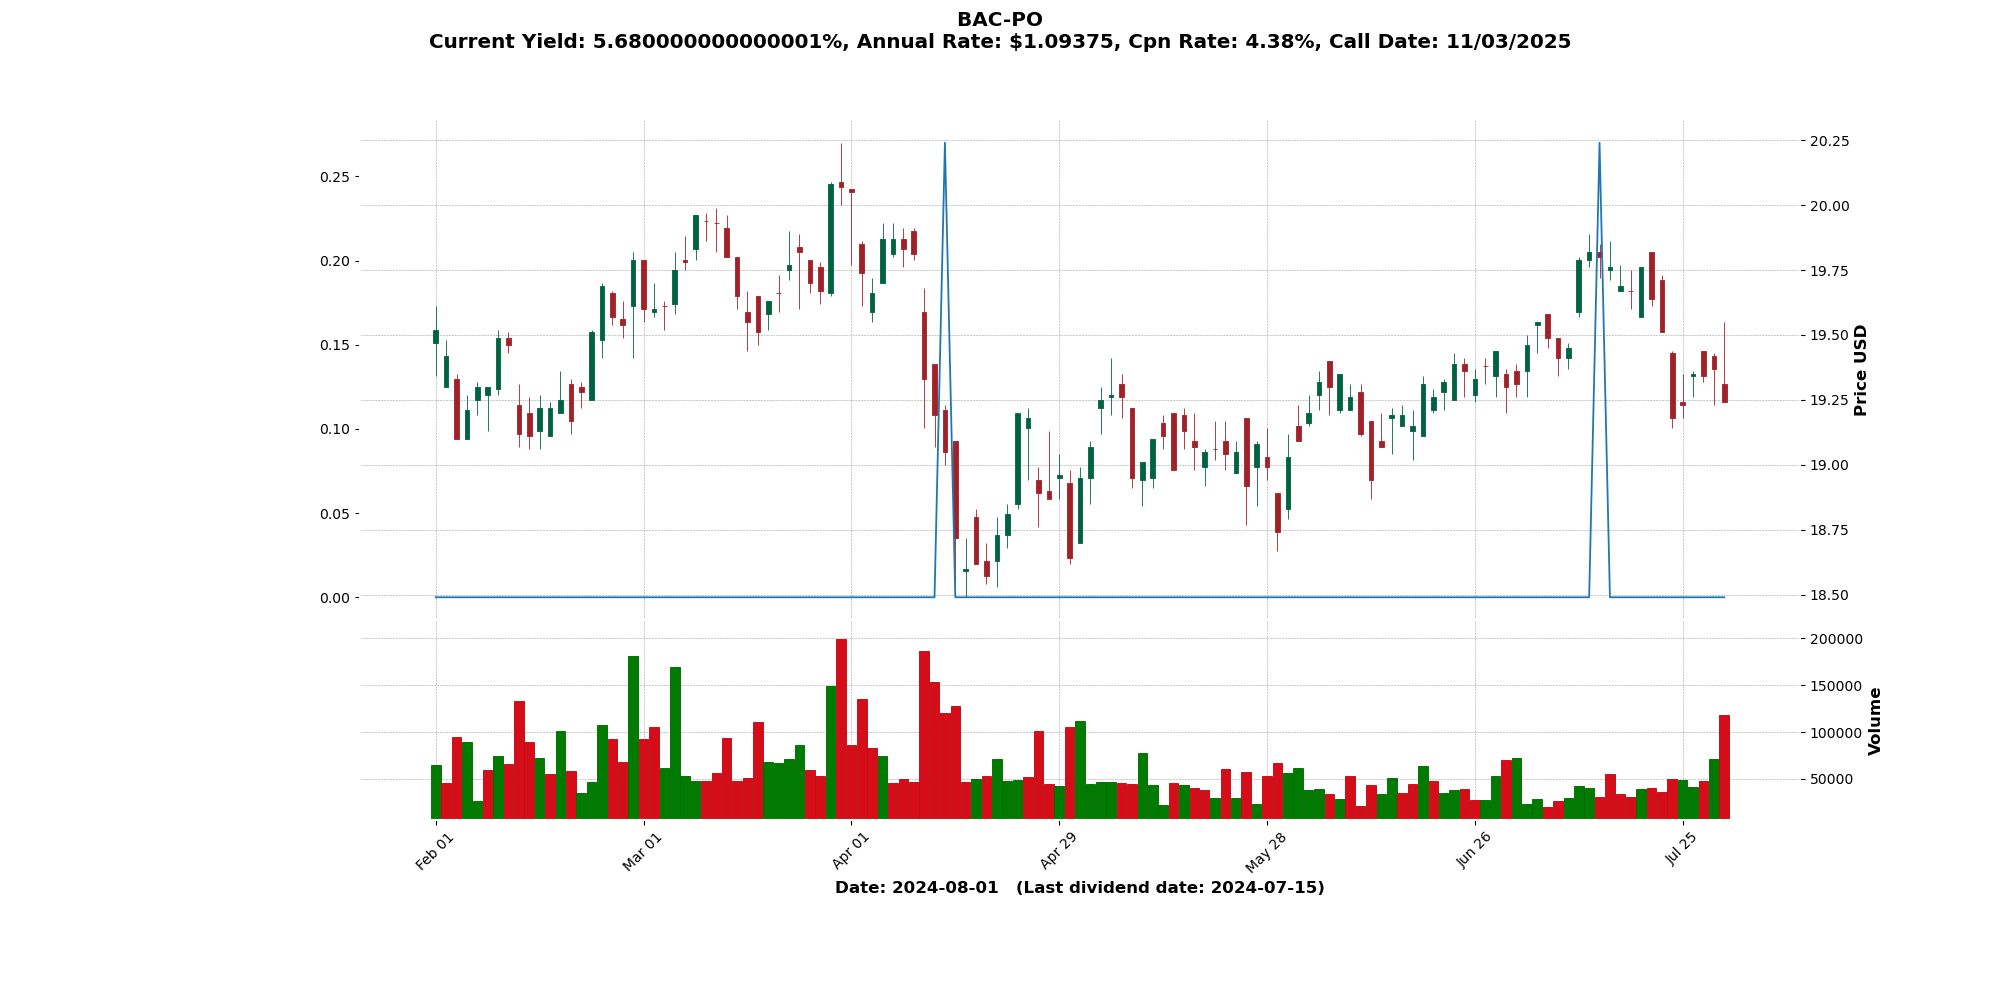 BAC-PO
Current Yield: 5.680000000000001%, Annual Rate: $1.09375, Cpn Rate: 4.38%, Call Date: 11/03/2025
0.25
0.20
0.15
0.10
0.05
0.00
20.25
20.00
19.75
19.50
19.25
19.00
18.75
18.50
Price USD
200000
150000
100000
50000
Volume
Feb 01
Mar 01
Apr 01
Apr 29
May 28
Jun 26
Jul 25
Date: 2024-08-01   (Last dividend date: 2024-07-15)